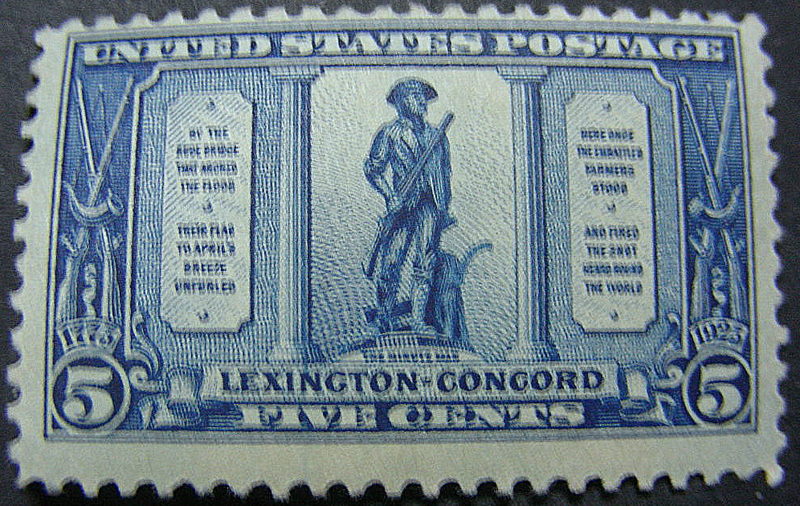 UNITED STATES POSTAGE
BY THE
RUDE BRIDGE
THAT ARCHED
THE FLOOD
THEIR FLAG
TO APRIL'S
BREEZE
UNFURLED
HERE ONCE
THE EMBATTLED
FARMERS
STOOD
AND FIRED
THE SHOT
HEARD ROUND
THE WORLD
1775
1925
THE MINUTE MAN
5
LEXINGTON-CONCORD
5
FIVE CENTS